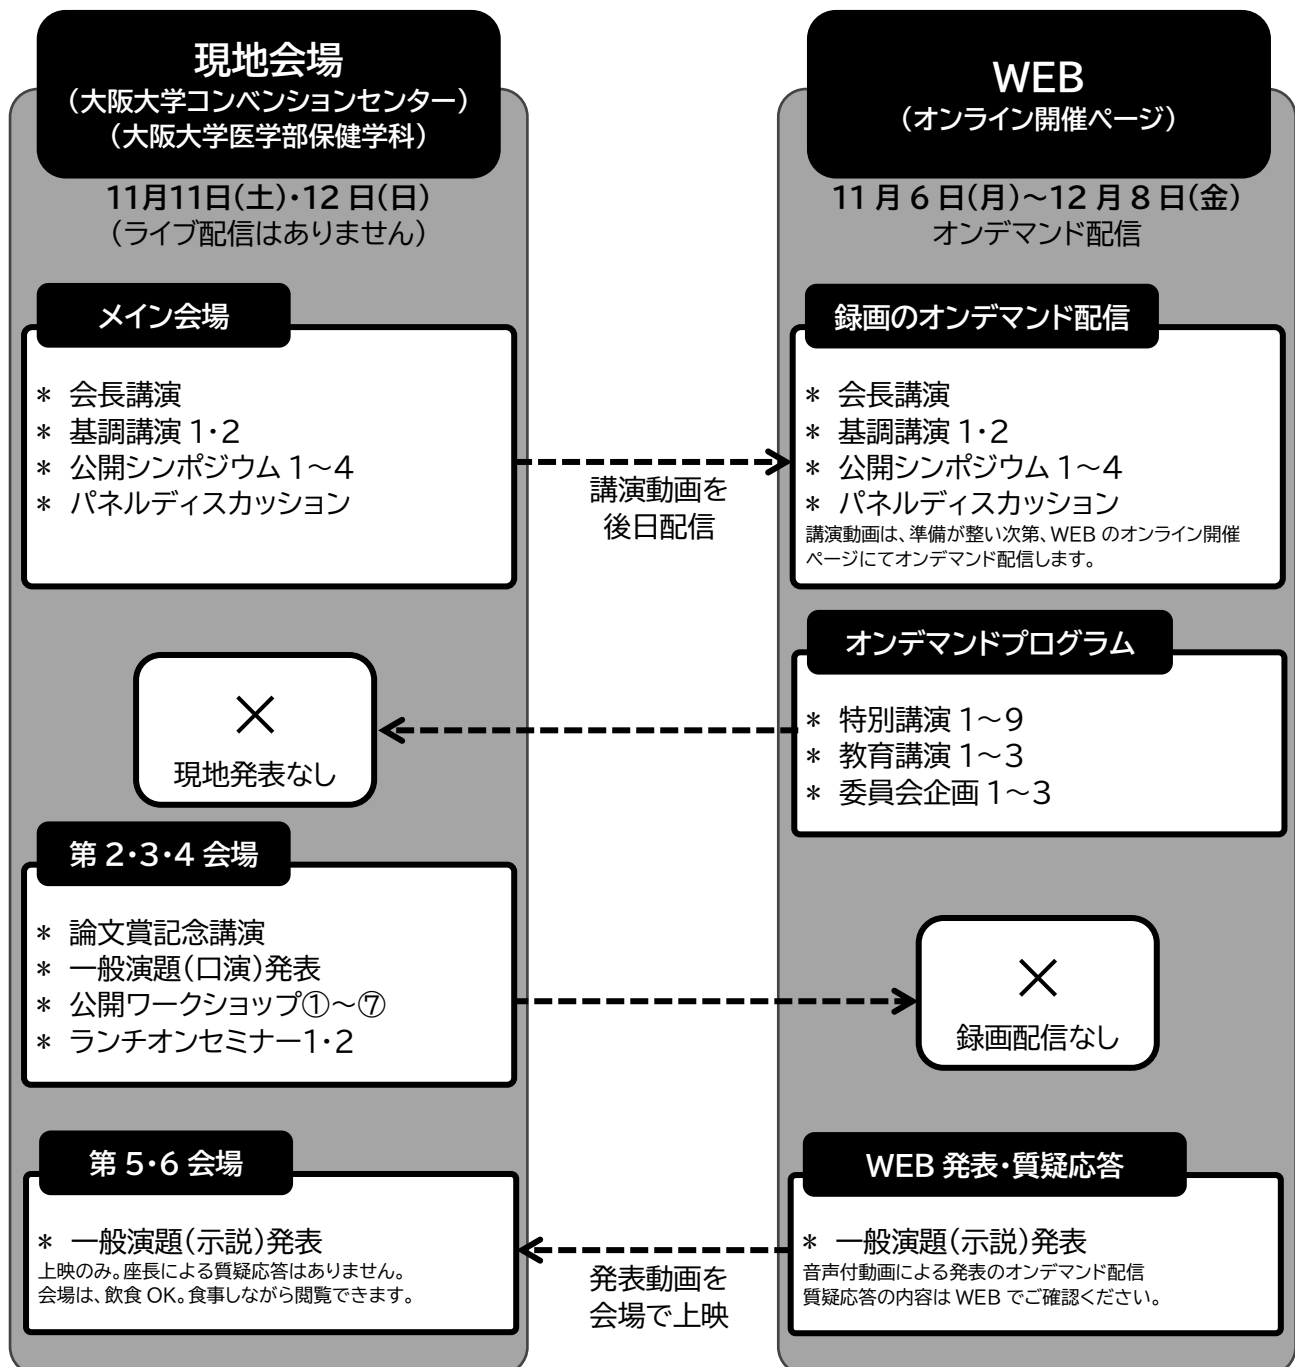 現地会場
(大阪大学コンベンションセンター)
(大阪大学医学部保健学科)
11月11日(土)・12 日(日)
(ライブ配信はありません)
WEB
(オンライン開催ページ)
11 月 6 日(月)～12 月 8 日(金)
オンデマンド配信
メイン会場
* 会長講演
* 基調講演 1・2
* 公開シンポジウム 1～4
* パネルディスカッション
講演動画を
後日配信
録画のオンデマンド配信
* 会長講演
* 基調講演 1・2
* 公開シンポジウム 1～4
* パネルディスカッション
講演動画は、準備が整い次第、WEB のオンライン開催
ページにてオンデマンド配信します。
オンデマンドプログラム
* 特別講演 1～9
* 教育講演 1～3
* 委員会企画 1～3
×
現地発表なし
第 2・3・4 会場
* 論文賞記念講演
* 一般演題(口演)発表
* 公開ワークショップ①～⑦
* ランチオンセミナー1・2
×
録画配信なし
第 5・6 会場
* 一般演題(示説)発表
上映のみ。座長による質疑応答はありません。
会場は、飲食 OK。食事しながら閲覧できます。
発表動画を
会場で上映
WEB 発表・質疑応答
* 一般演題(示説)発表
音声付動画による発表のオンデマンド配信
質疑応答の内容は WEB でご確認ください。